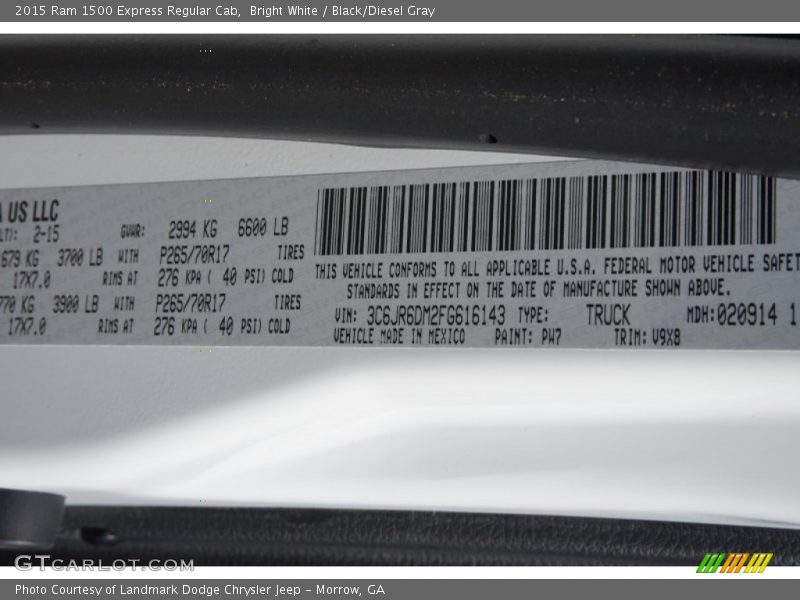 2015 Ram 1500 Express Regular Cab, Bright White / Black/Diesel Gray
US LLC
2-15 GVWR: 2994 KG 6600 LB
679 KG 3700 LB WITH P265/70R17 TIRES
17X7.0 RIMS AT 276 KPA ( 40 PSI) COLD
770 KG 3900 LB WITH P265/70R17 TIRES
17X7.0 RIMS AT 276 KPA ( 40 PSI) COLD
THIS VEHICLE CONFORMS TO ALL APPLICABLE U.S.A. FEDERAL MOTOR VEHICLE SAFET
STANDARDS IN EFFECT ON THE DATE OF MANUFACTURE SHOWN ABOVE.
VIN: 3C6JR6DM2FG616143 TYPE: TRUCK MDH: 020914 1
VEHICLE MADE IN MEXICO PAINT: PW7 TRIM: V9X8
GTCARLOT.COM
Photo Courtesy of Landmark Dodge Chrysler Jeep - Morrow, GA